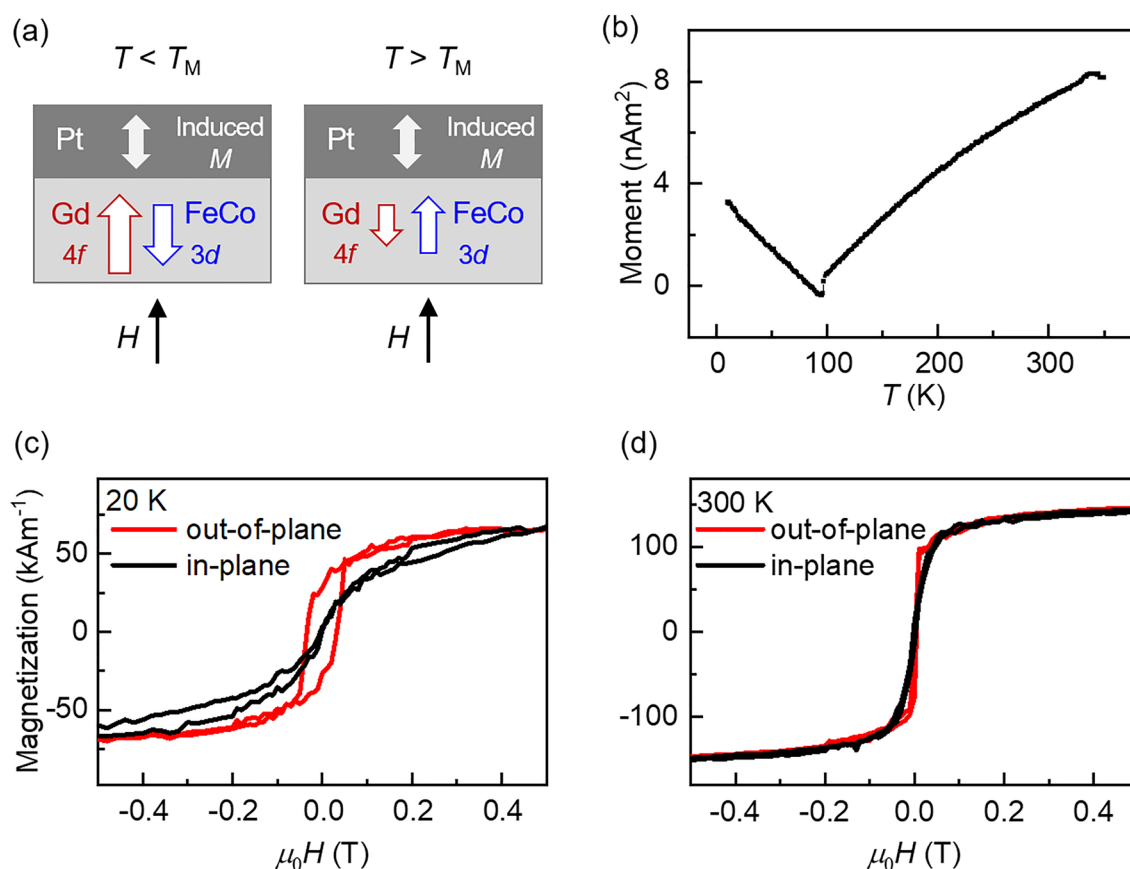 (a)
T < T_M
T > T_M
Pt
Induced
M
Pt
Induced
M
Gd
FeCo
4f
3d
Gd
FeCo
4f
3d
H
H
(b)
Moment (nAm²)
8
4
0
0
100
200
300
T (K)
(c)
Magnetization (kAm⁻¹)
20 K
out-of-plane
in-plane
50
0
-50
-0.4
-0.2
0.0
0.2
0.4
μ₀H (T)
(d)
300 K
out-of-plane
in-plane
100
0
-100
-0.4
-0.2
0.0
0.2
0.4
μ₀H (T)